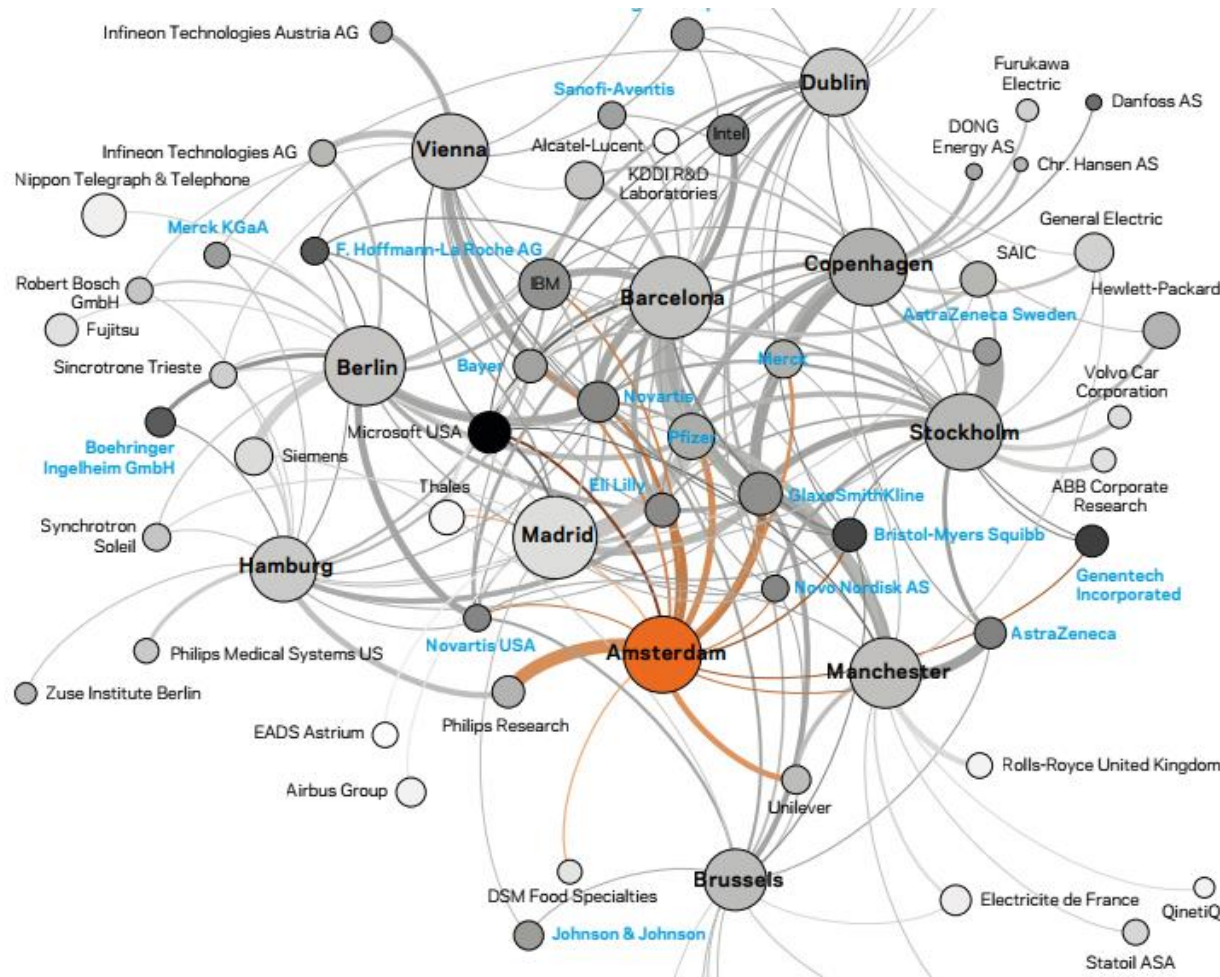 Infineon Technologies Austria AG
Dublin
Furukawa
Electric
Danfoss AS
Sanofi-Aventis
DONG
Energy AS
Intel
Alcatel-Lucent
Vienna
Infineon Technologies AG
Chr. Hansen AS
KDDI R&D
Laboratories
Nippon Telegraph & Telephone
General Electric
Merck KGaA
F. Hoffmann-La Roche AG
SAIC
Copenhagen
Robert Bosch
GmbH
IBM
Barcelona
Hewlett-Packard
AstraZeneca Sweden
Fujitsu
Sincrotrone Trieste
Berlin
Bayer
Merck
Volvo Car
Corporation
Novartis
Microsoft USA
Pfizer
Stockholm
Boehringer
Ingelheim GmbH
Siemens
Thales
Eli Lilly
GlaxoSmithKline
ABB Corporate
Research
Synchrotron
Soleil
Madrid
Bristol-Myers Squibb
Hamburg
Genentech
Incorporated
Novo Nordisk AS
Novartis USA
AstraZeneca
Amsterdam
Philips Medical Systems US
Manchester
Zuse Institute Berlin
Philips Research
EADS Astrium
Rolls-Royce United Kingdom
Airbus Group
Unilever
Brussels
DSM Food Specialties
Electricite de France
QinetiQ
Johnson & Johnson
Statoil ASA